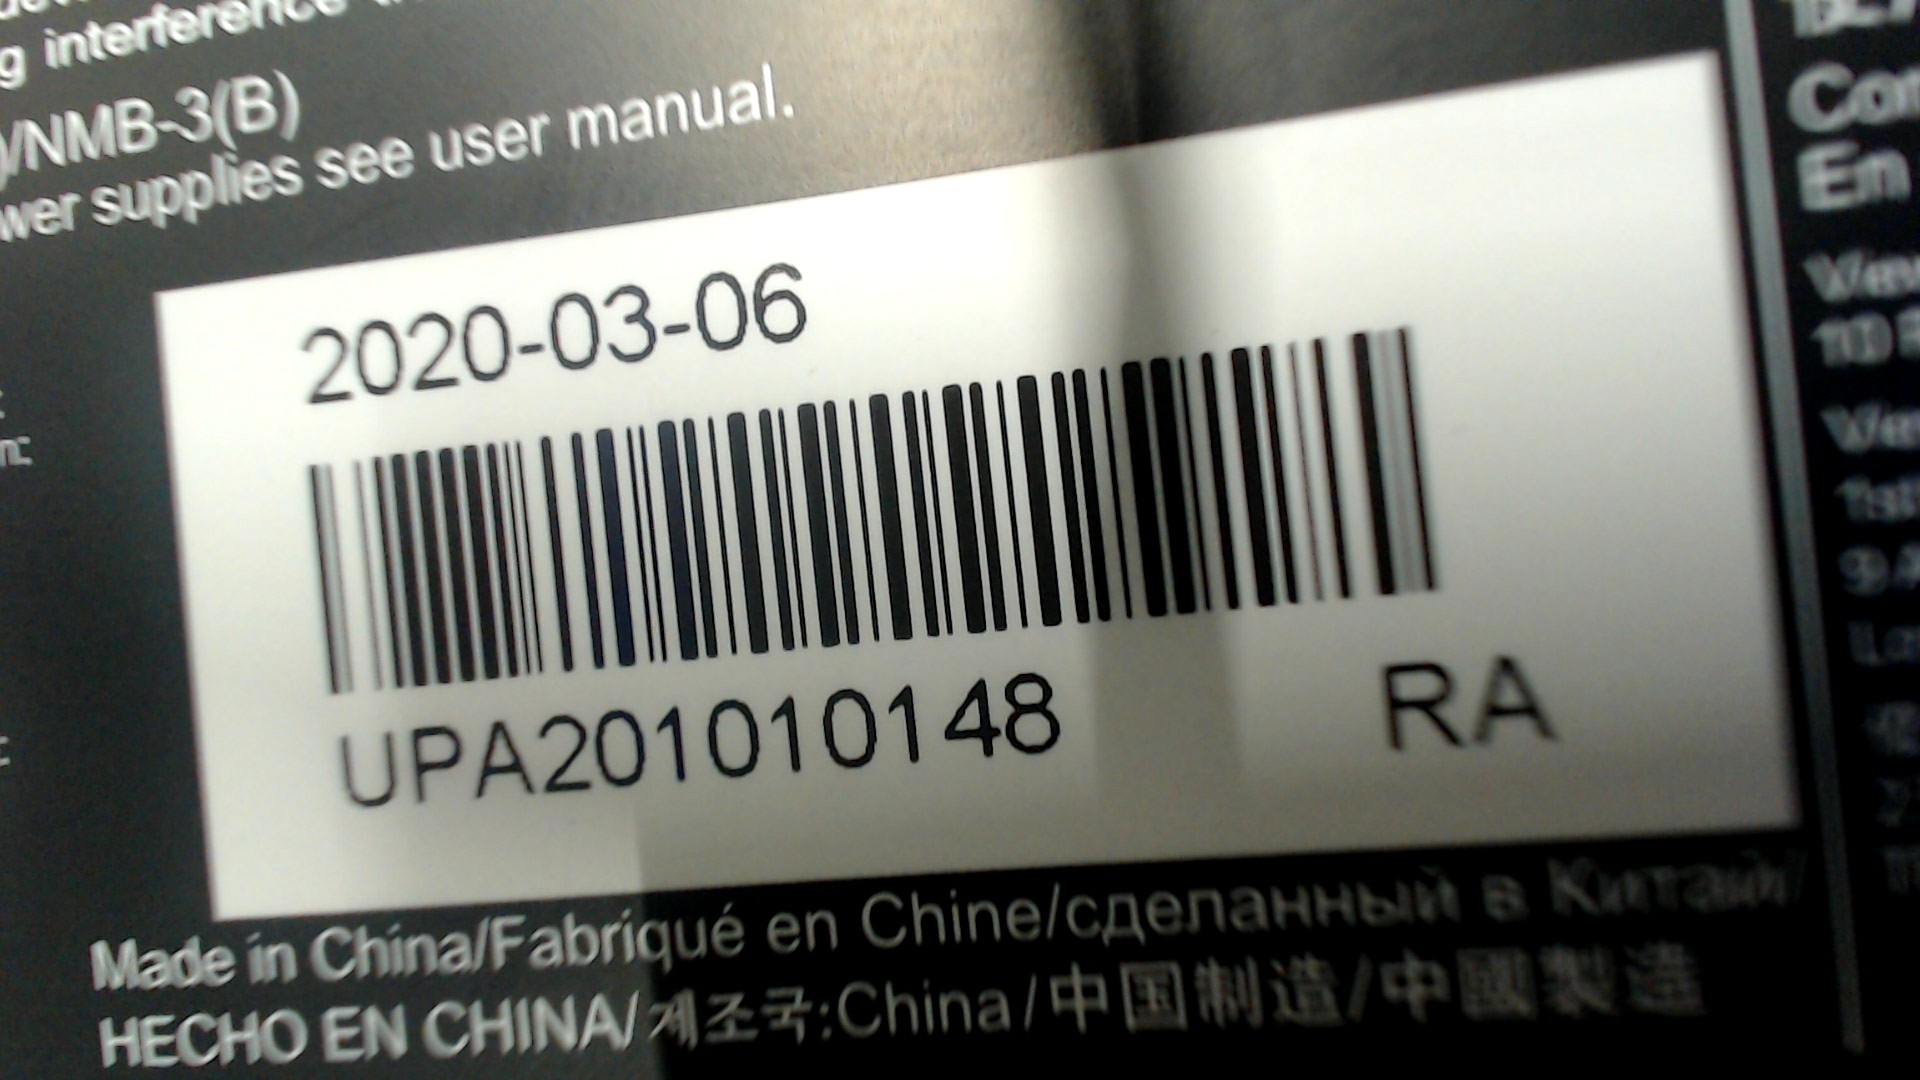 g interference
/NMB-3(B)
wer supplies see user manual.
2020-03-06
UPA201010148 RA
Made in China/Fabriqué en Chine/сделанный в Китай/
HECHO EN CHINA/제조국:China/中国制造/中國製造
En